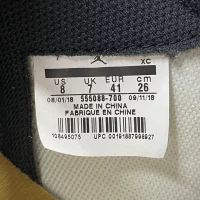 XC
US UK EUR cm
8 7 41 26
08/01/18 555088-700 09/11/18
MADE IN CHINA
FABRIQUE EN CHINE
UPC 00191887998927